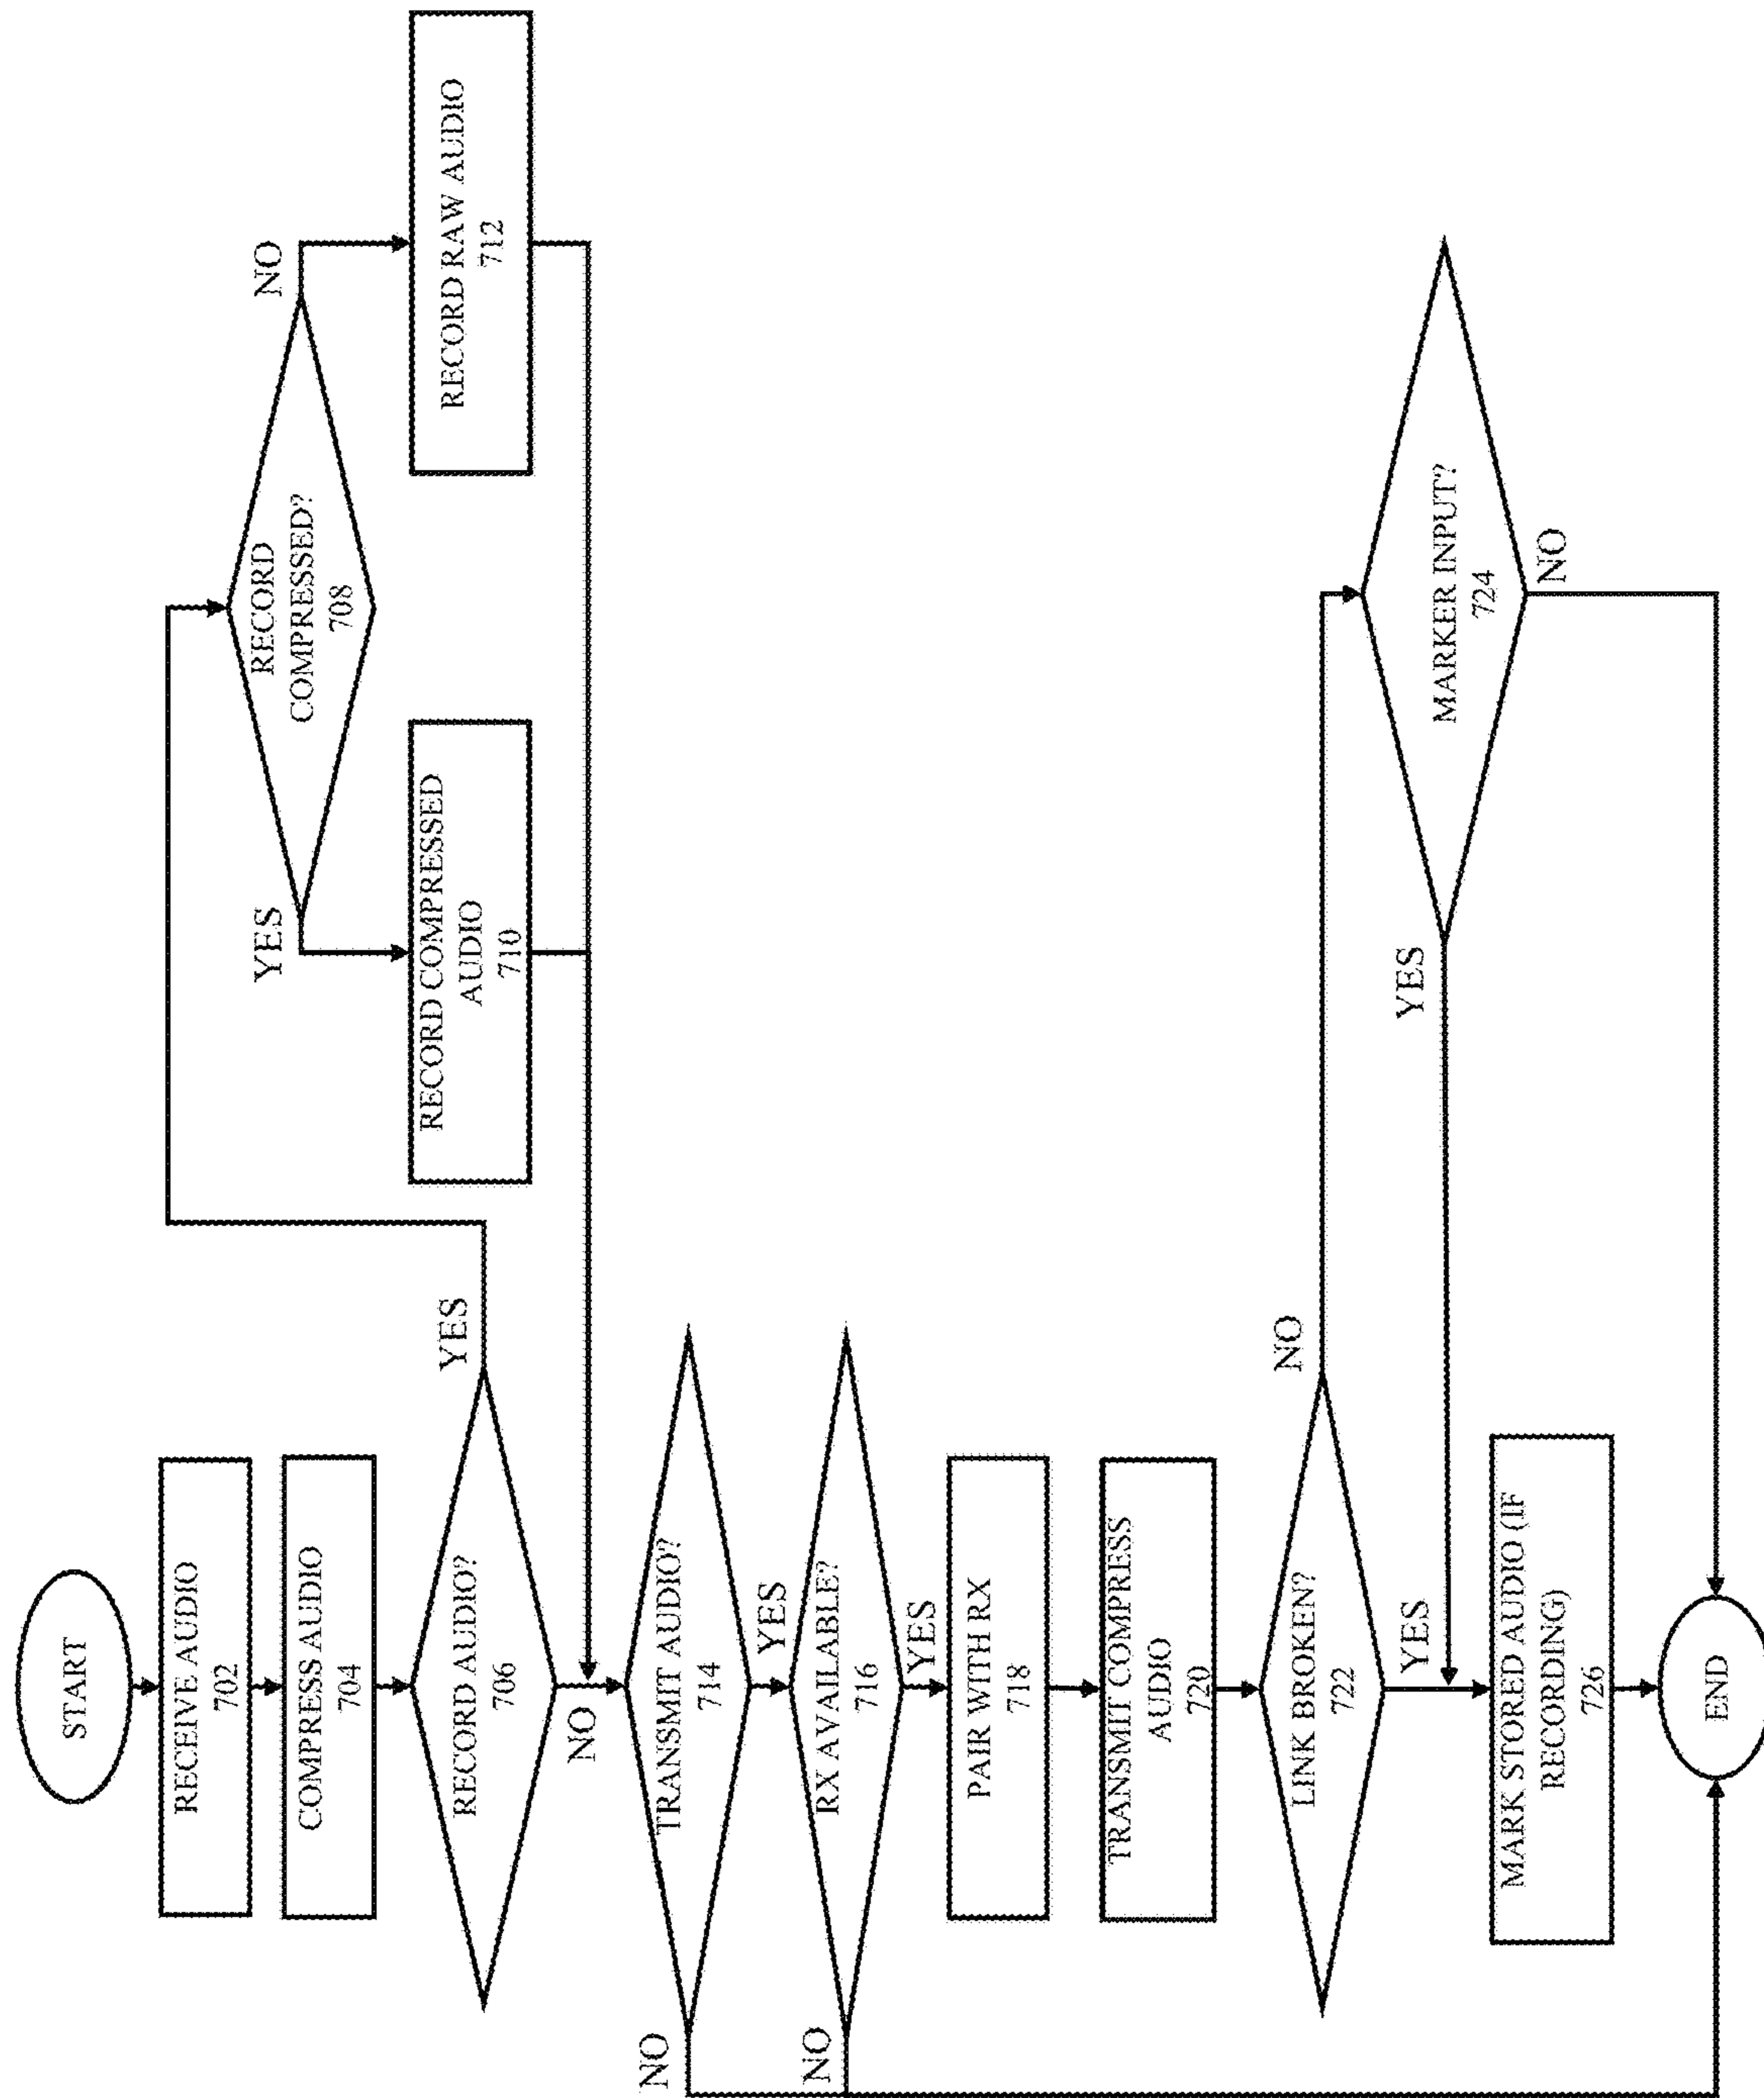 START
RECEIVE AUDIO
702
COMPRESS AUDIO
704
RECORD AUDIO?
706
YES
NO
RECORD
COMPRESSED?
708
YES
NO
RECORD COMPRESSED
AUDIO
710
RECORD RAW AUDIO
712
TRANSMIT AUDIO?
714
NO
YES
RX AVAILABLE?
716
NO
YES
PAIR WITH RX
718
TRANSMIT COMPRESS
AUDIO
720
LINK BROKEN?
722
NO
YES
MARKER INPUT?
724
YES
NO
MARK STORED AUDIO (IF
RECORDING)
726
END